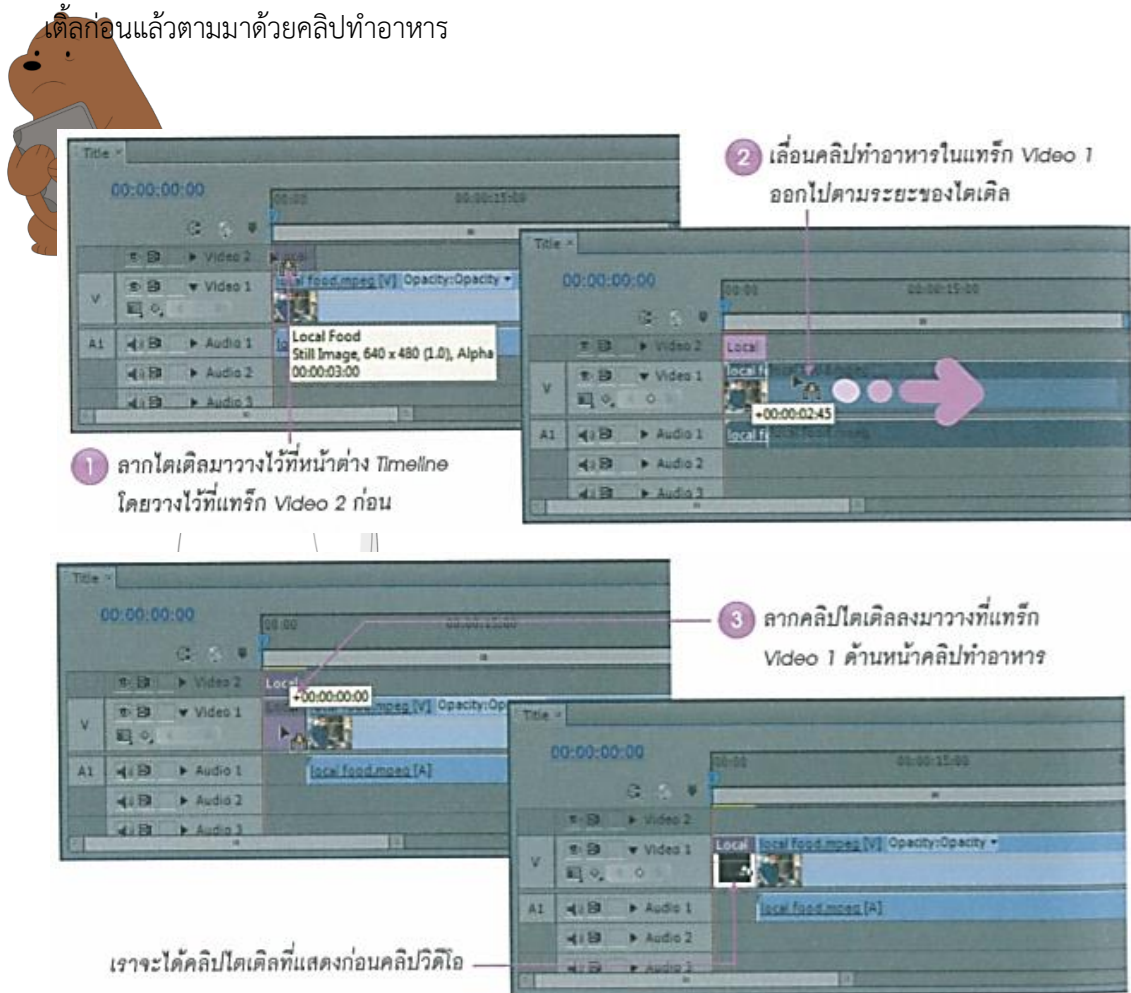 เติ้ลก่อนแล้วตามมาด้วยคลิปทำอาหาร
Title ×
00:00:00:00
00:00
00:00:15:00
Video 2
V
Video 1
local food.mpeg [V] Opacity:Opacity
A1
Audio 1
Audio 2
Audio 3
Local Food
Still Image, 640 x 480 (1.0), Alpha
00:00:03:00
1 ลากไตเติลมาวางไว้ที่หน้าต่าง Timeline
โดยวางไว้ที่แทร็ก Video 2 ก่อน
2 เลื่อนคลิปทำอาหารในแทร็ก Video 1
ออกไปตามระยะของไตเติล
Title ×
00:00:00:00
00:00
00:00:15:00
Video 2
Local
V
Video 1
+00:00:02:45
A1
Audio 1
Audio 2
Audio 3
Title ×
00:00:00:00
00:00
00:00:15:00
Video 2
Local
+00:00:00:00
V
Video 1
A1
Audio 1
local food.mpeg [A]
Audio 2
Audio 3
3 ลากคลิปไตเติลลงมาวางที่แทร็ก
Video 1 ด้านหน้าคลิปทำอาหาร
Title ×
00:00:00:00
00:00
00:00:15:00
Video 2
V
Video 1
Local
local food.mpeg [V] Opacity:Opacity
A1
Audio 1
local food.mpeg [A]
Audio 2
Audio 3
เราจะได้คลิปไตเติลที่แสดงก่อนคลิปวิดีโอ